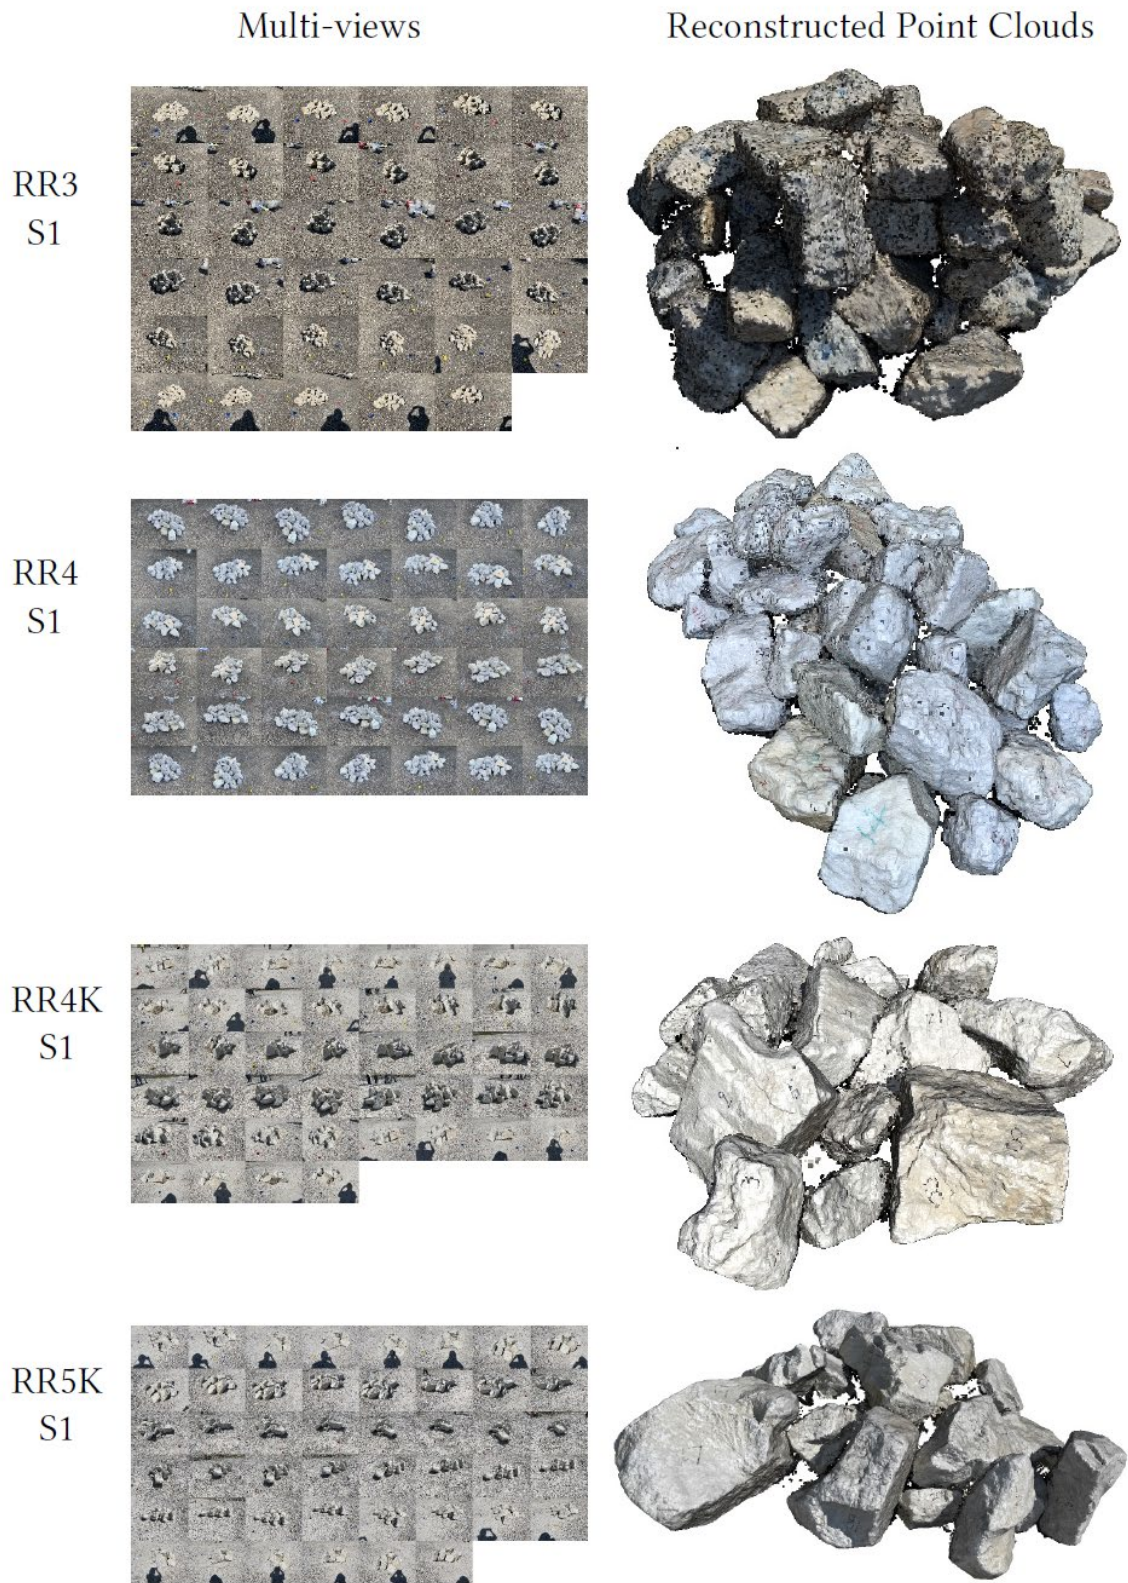 Multi-views
Reconstructed Point Clouds
RR3
S1
RR4
S1
RR4K
S1
RR5K
S1